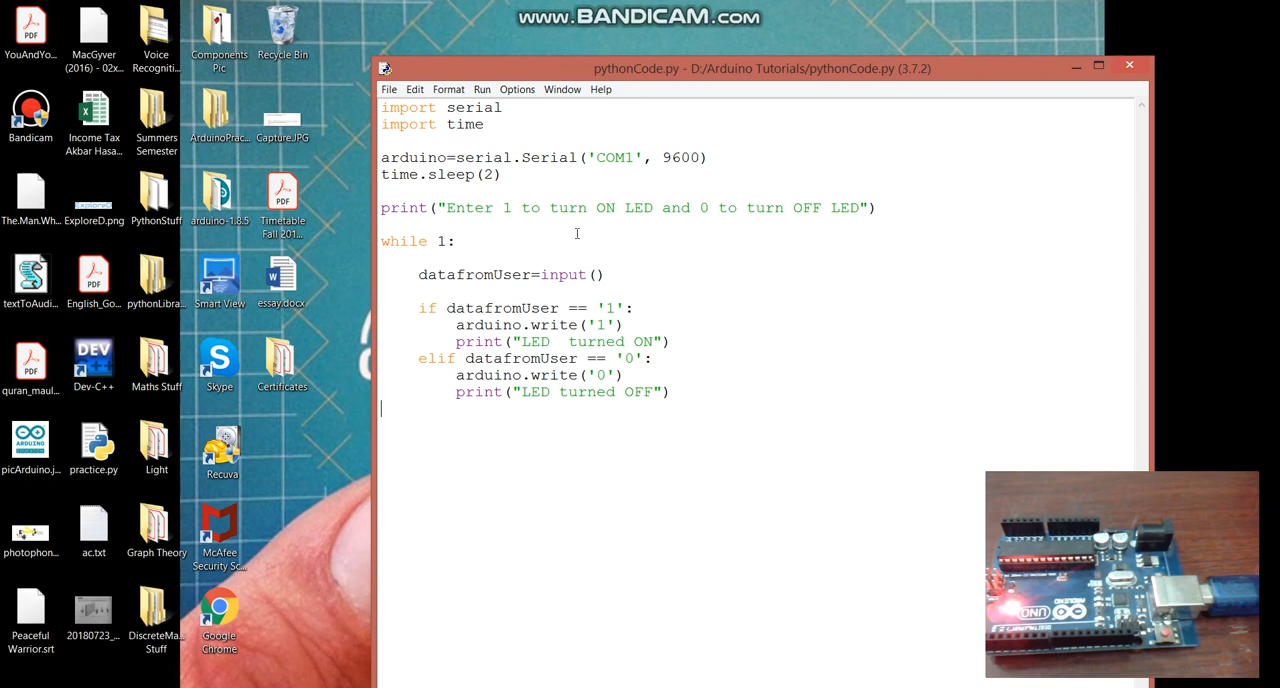 www.BANDICAM.com
YouAndYo...
MacGyver
(2016) - 02x...
Voice
Recogniti...
Components
Pic
Recycle Bin
Bandicam
Income Tax
Akbar Hasa...
Summers
Semester
ArduinoPrac...
Capture.JPG
The.Man.Wh...
ExploreD.png
PythonStuff
arduino-1.8.5
Timetable
Fall 201...
textToAudi...
English_Go...
pythonLibra...
Smart View
essay.docx
quran_maul...
Dev-C++
Maths Stuff
Skype
Certificates
picArduino.j...
practice.py
Light
Recuva
photophon...
ac.txt
Graph Theory
McAfee
Security Sc...
Peaceful
Warrior.srt
20180723_...
DiscreteMa...
Stuff
Google
Chrome
pythonCode.py - D:/Arduino Tutorials/pythonCode.py (3.7.2)
File Edit Format Run Options Window Help
import serial
import time
arduino=serial.Serial('COM1', 9600)
time.sleep(2)
print("Enter 1 to turn ON LED and 0 to turn OFF LED")
while 1:
datafromUser=input()
if datafromUser == '1':
arduino.write('1')
print("LED  turned ON")
elif datafromUser == '0':
arduino.write('0')
print("LED turned OFF")
UNO
ARDUINO